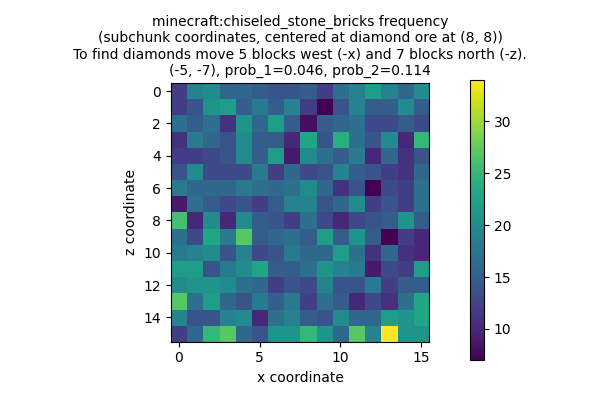 minecraft:chiseled_stone_bricks frequency
(subchunk coordinates, centered at diamond ore at (8, 8))
To find diamonds move 5 blocks west (-x) and 7 blocks north (-z).
(-5, -7), prob_1=0.046, prob_2=0.114
0
2
4
6
8
10
12
14
z coordinate
0
5
10
15
x coordinate
30
25
20
15
10